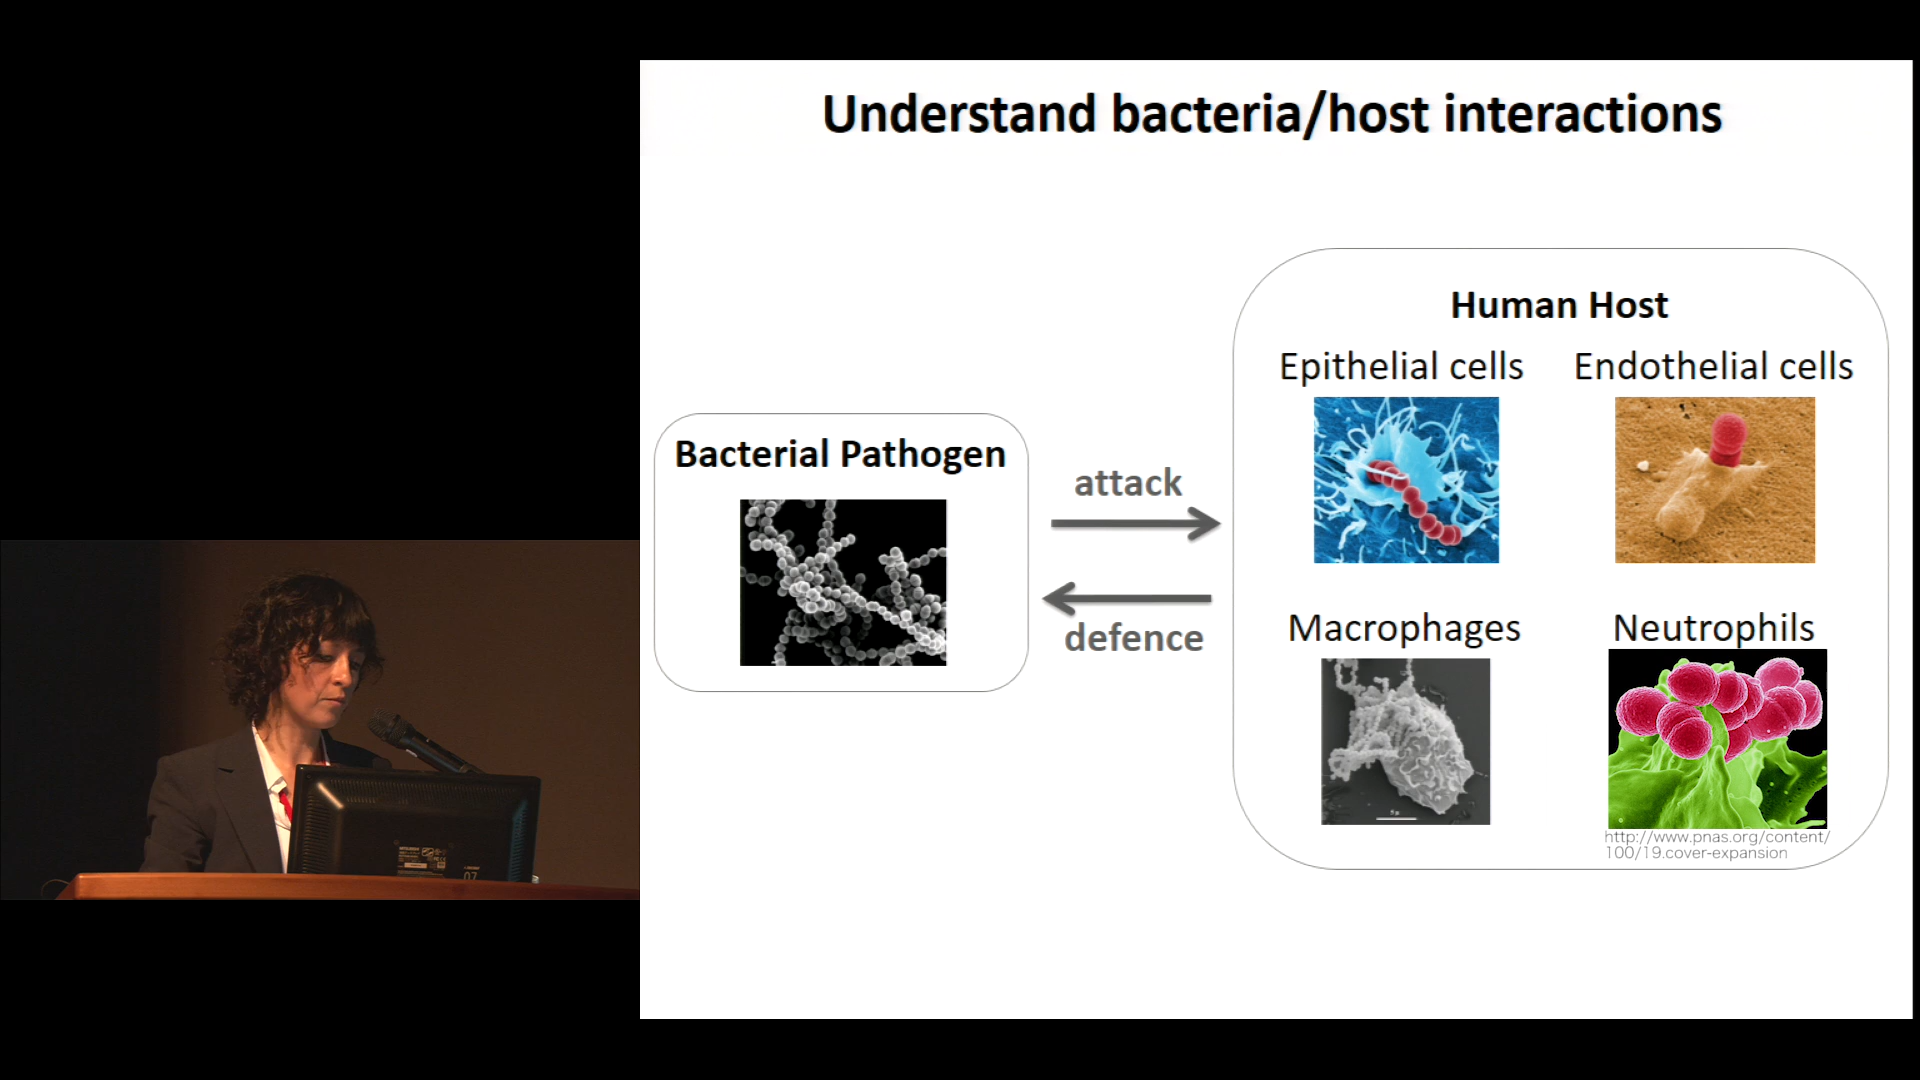 Understand bacteria/host interactions
Human Host
Epithelial cells
Endothelial cells
Bacterial Pathogen
attack
defence
Macrophages
Neutrophils
http://www.pnas.org/content/
100/19.cover-expansion
07